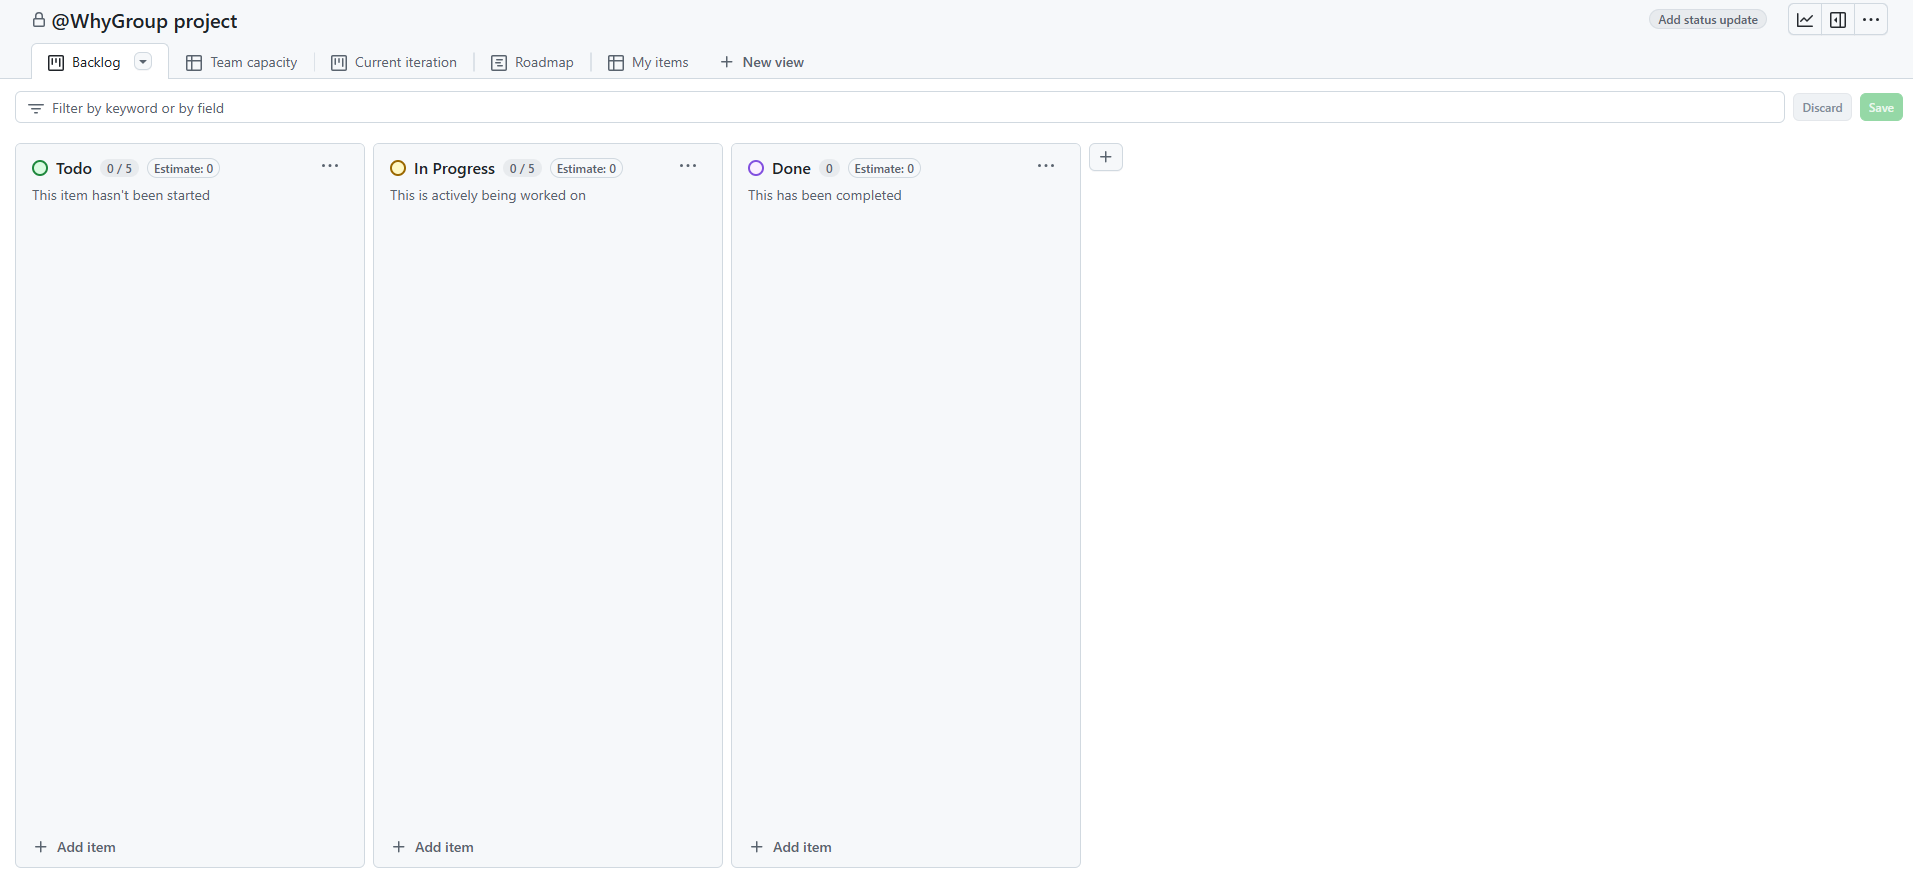 @WhyGroup project
Add status update
Backlog
Team capacity
Current iteration
Roadmap
My items
New view
Filter by keyword or by field
Discard
Save
Todo 0 / 5 Estimate: 0
This item hasn't been started
Add item
In Progress 0 / 5 Estimate: 0
This is actively being worked on
Add item
Done 0 Estimate: 0
This has been completed
Add item